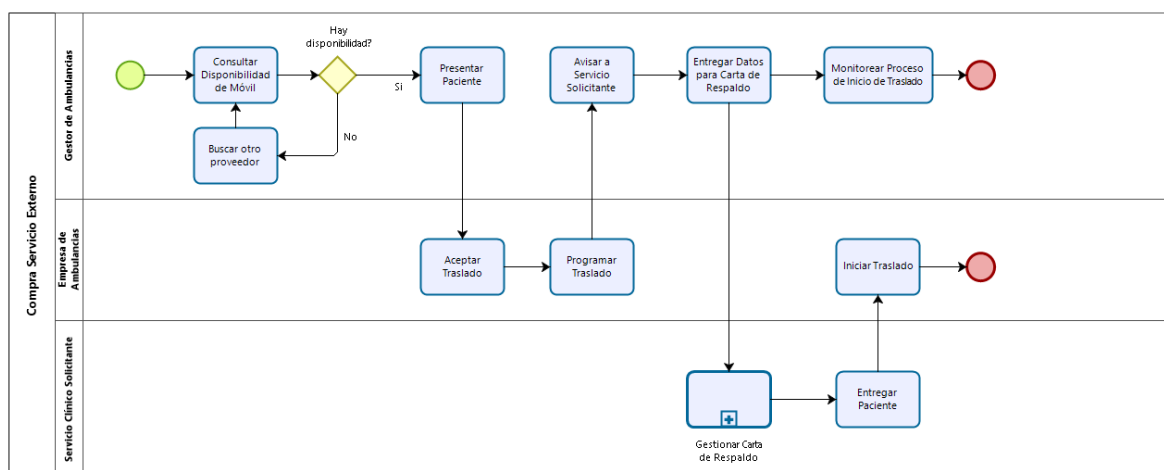 Compra Servicio Externo
Gestor de Ambulancias
Consultar
Disponibilidad
de Móvil
Hay
disponibilidad?
Si
No
Buscar otro
proveedor
Presentar
Paciente
Avisar a
Servicio
Solicitante
Entregar Datos
para Carta de
Respaldo
Monitorear Proceso
de Inicio de Traslado
Empresa de
Ambulancias
Aceptar
Traslado
Programar
Traslado
Iniciar Traslado
Servicio Clínico Solicitante
Gestionar Carta
de Respaldo
Entregar
Paciente